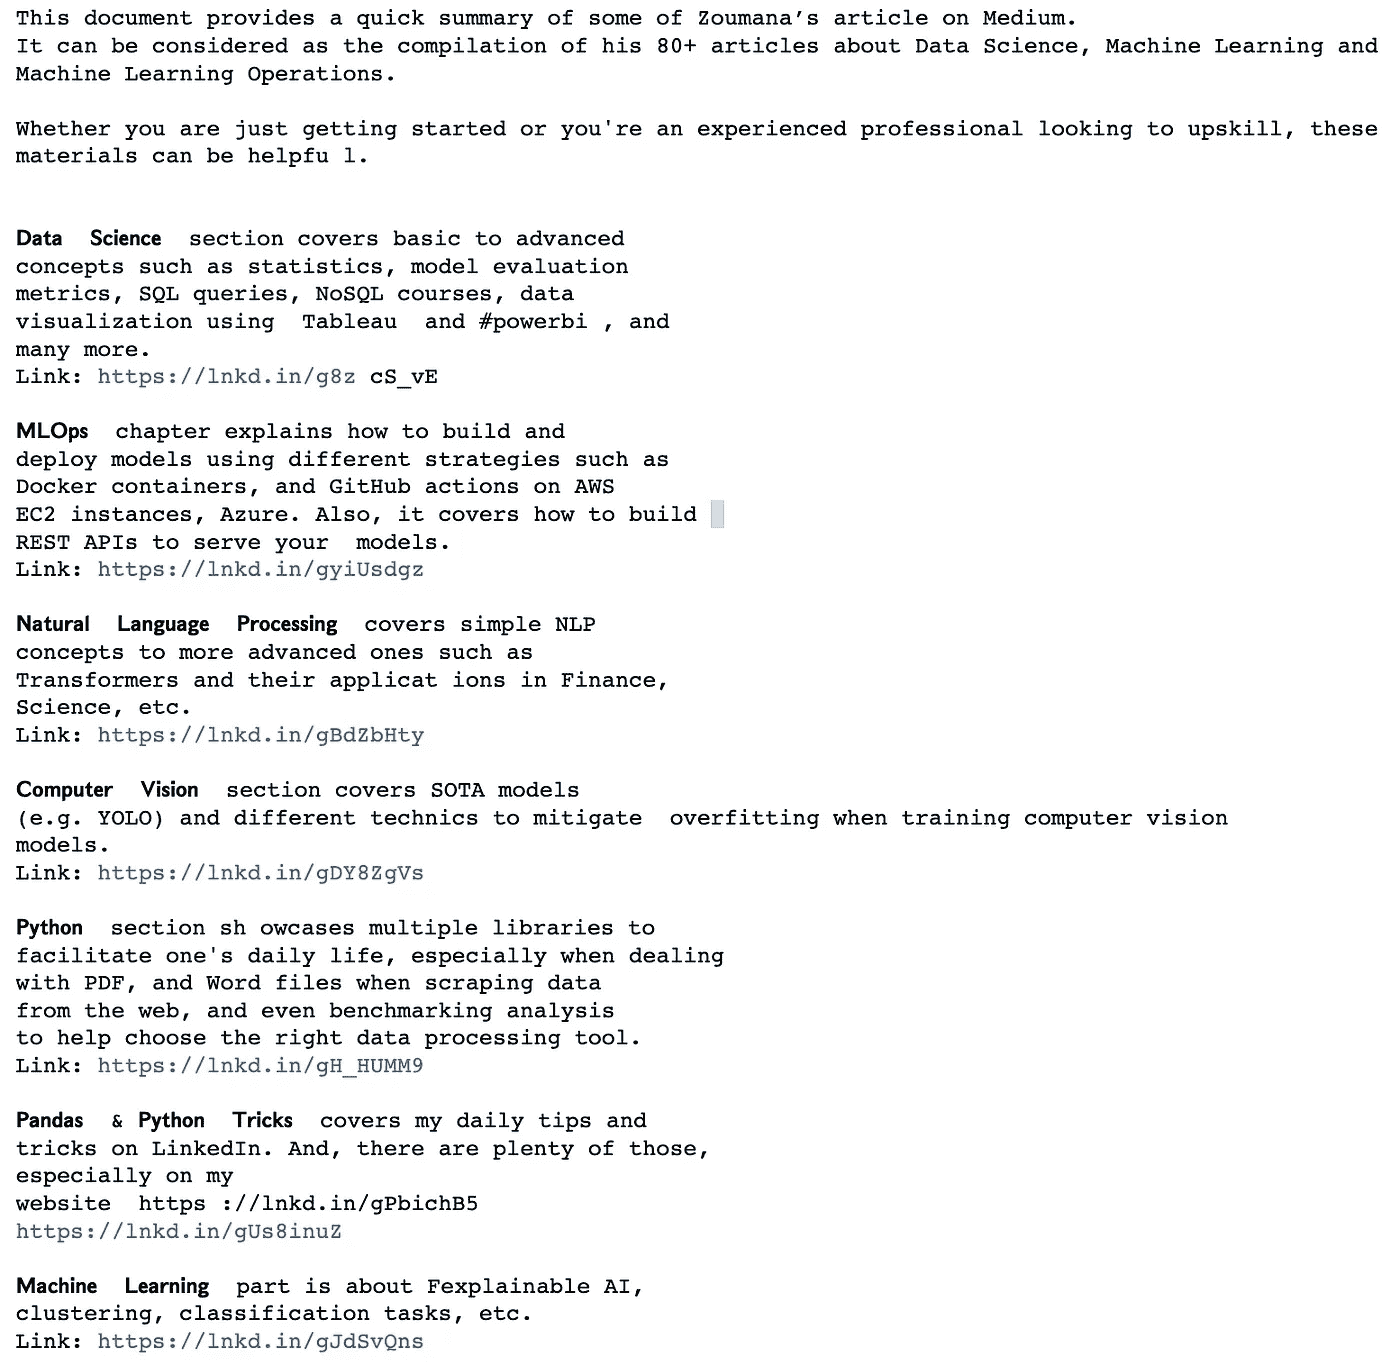 This document provides a quick summary of some of Zoumana’s article on Medium.
It can be considered as the compilation of his 80+ articles about Data Science, Machine Learning and
Machine Learning Operations.
Whether you are just getting started or you're an experienced professional looking to upskill, these
materials can be helpfu l.
Data Science section covers basic to advanced
concepts such as statistics, model evaluation
metrics, SQL queries, NoSQL courses, data
visualization using Tableau and #powerbi , and
many more.
Link: https://lnkd.in/g8z cS_vE
MLOps chapter explains how to build and
deploy models using different strategies such as
Docker containers, and GitHub actions on AWS
EC2 instances, Azure. Also, it covers how to build
REST APIs to serve your models.
Link: https://lnkd.in/gyiUsdgz
Natural Language Processing covers simple NLP
concepts to more advanced ones such as
Transformers and their applicat ions in Finance,
Science, etc.
Link: https://lnkd.in/gBdZbHty
Computer Vision section covers SOTA models
(e.g. YOLO) and different technics to mitigate overfitting when training computer vision
models.
Link: https://lnkd.in/gDY8ZgVs
Python section sh owcases multiple libraries to
facilitate one's daily life, especially when dealing
with PDF, and Word files when scraping data
from the web, and even benchmarking analysis
to help choose the right data processing tool.
Link: https://lnkd.in/gH_HUMM9
Pandas & Python Tricks covers my daily tips and
tricks on LinkedIn. And, there are plenty of those,
especially on my
website https ://lnkd.in/gPbichB5
https://lnkd.in/gUs8inuZ
Machine Learning part is about Fexplainable AI,
clustering, classification tasks, etc.
Link: https://lnkd.in/gJdSvQns